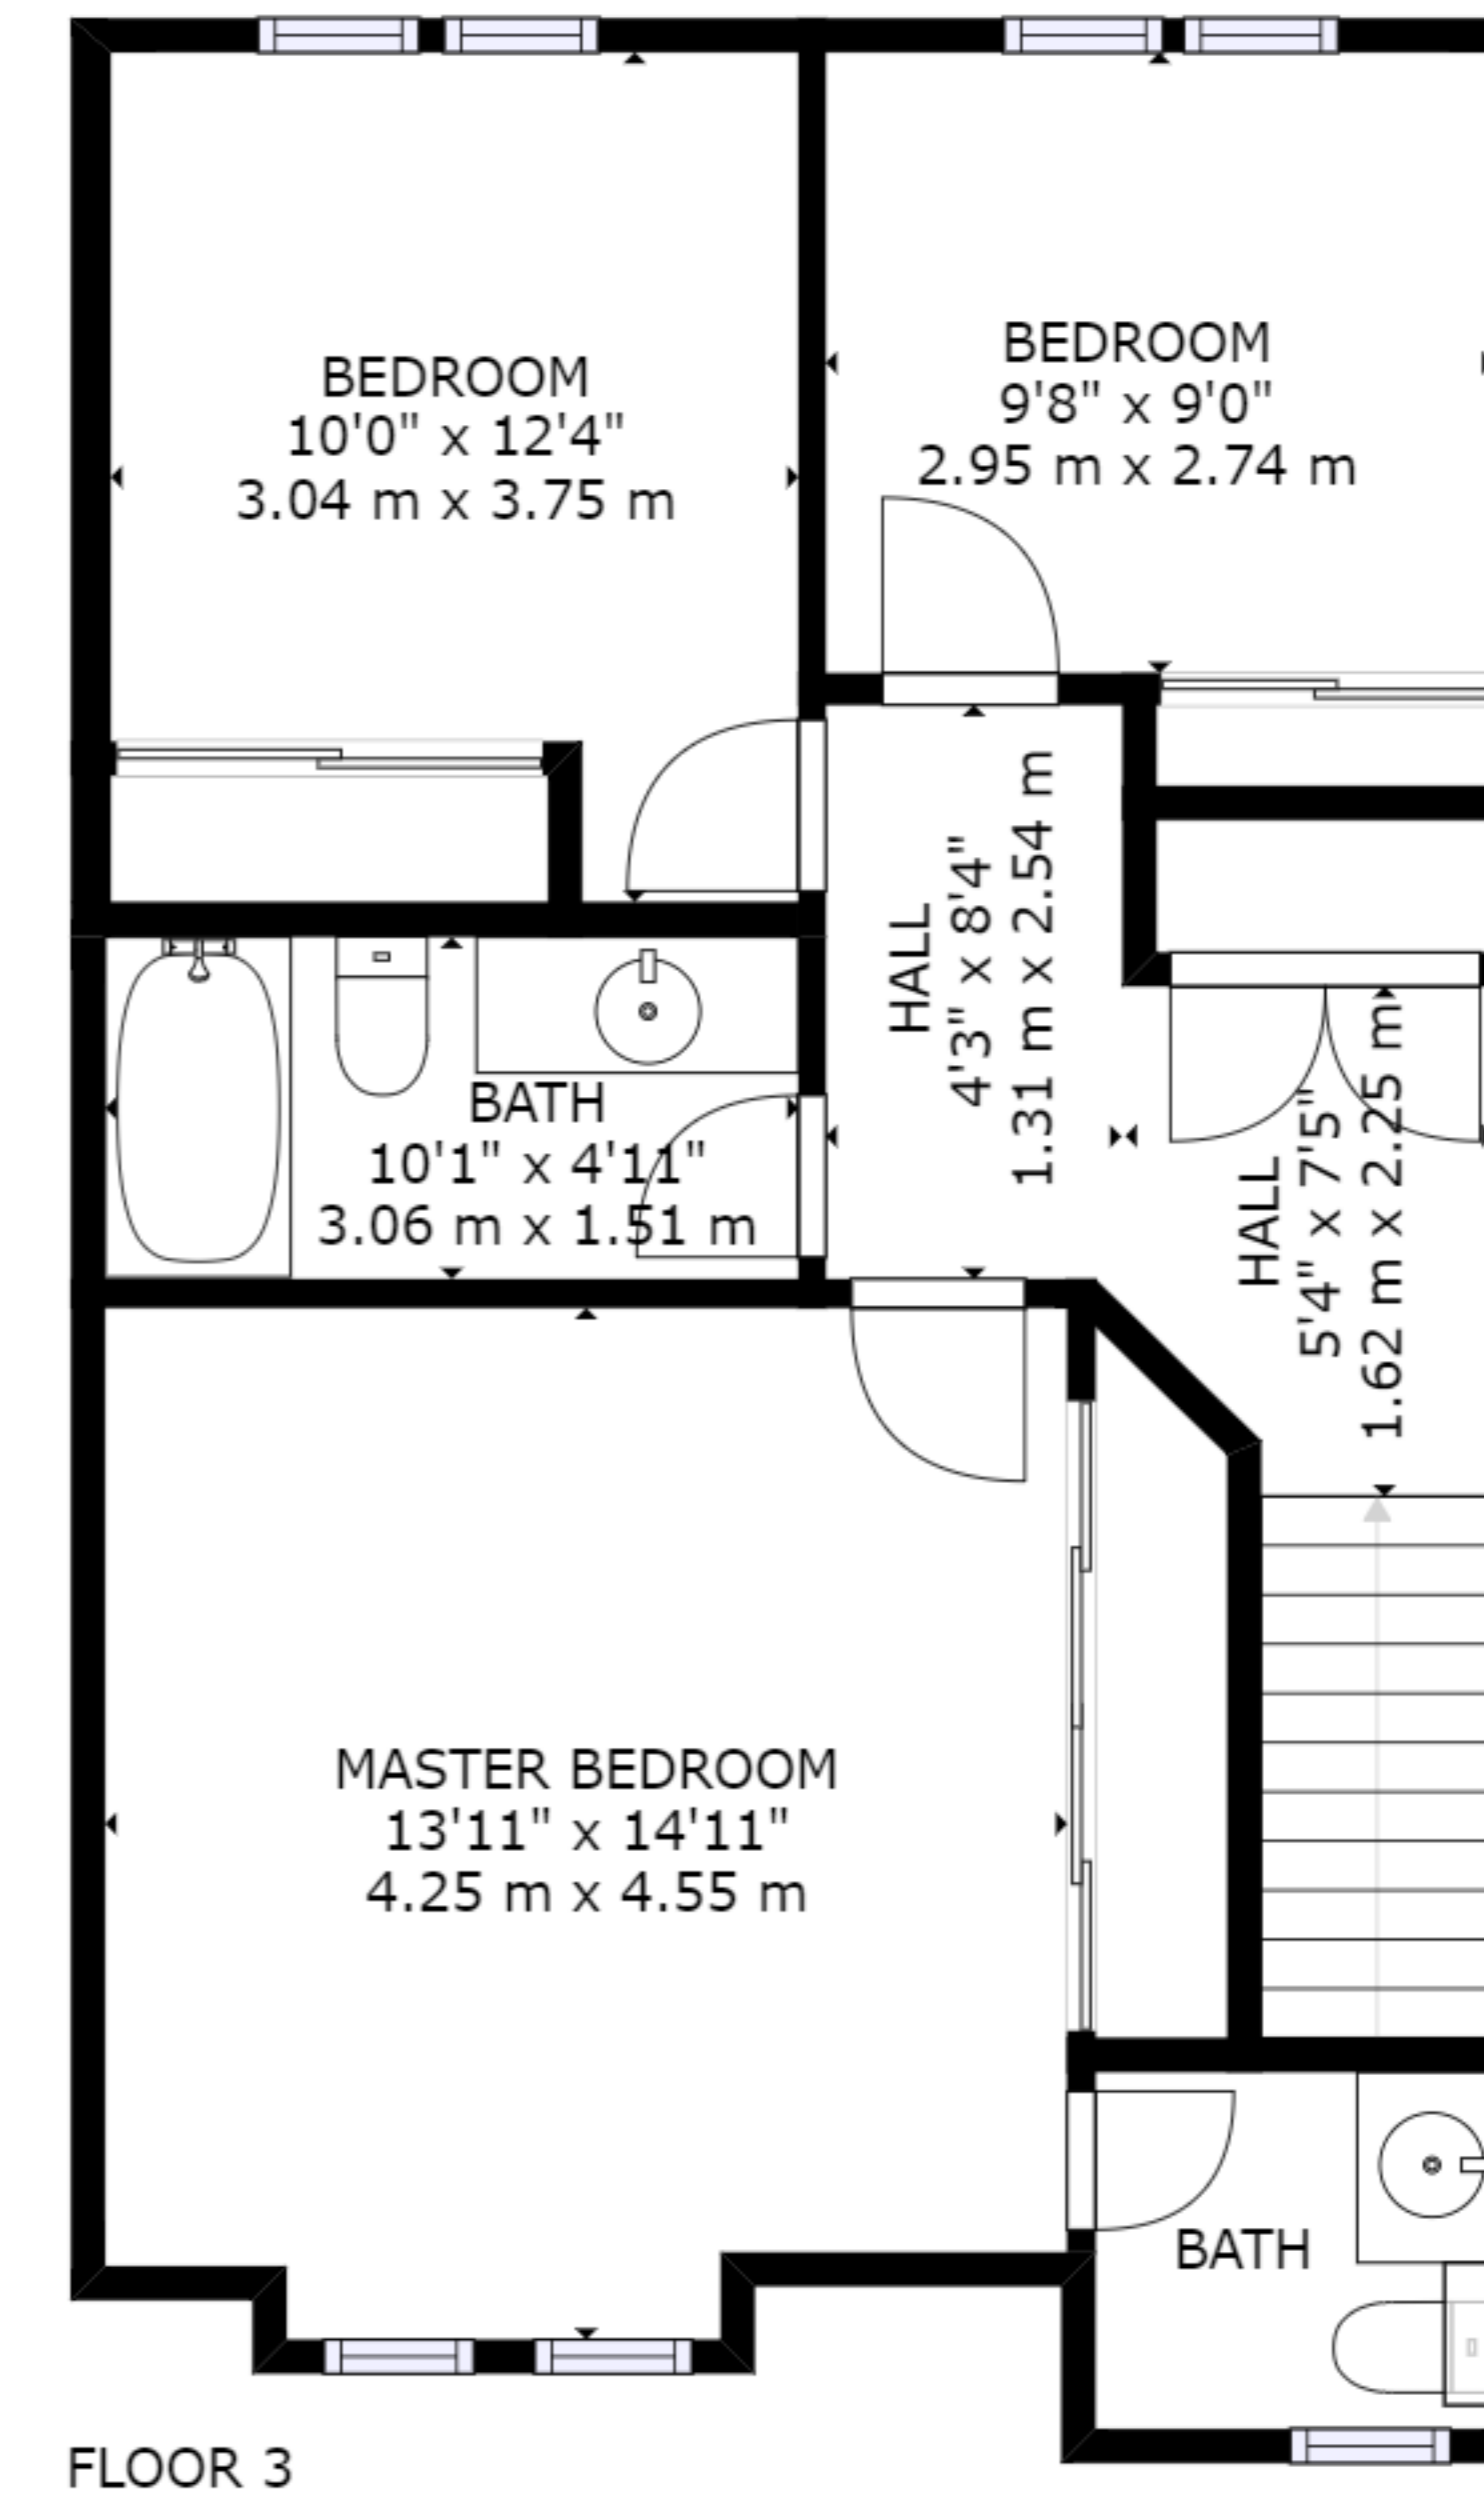 BEDROOM
10'0" x 12'4"
3.04 m x 3.75 m
BEDROOM
9'8" x 9'0"
2.95 m x 2.74 m
HALL
4'3" x 8'4"
1.31 m x 2.54 m
BATH
10'1" x 4'11"
3.06 m x 1.51 m
HALL
5'4" x 7'5"
1.62 m x 2.25 m
MASTER BEDROOM
13'11" x 14'11"
4.25 m x 4.55 m
BATH
FLOOR 3